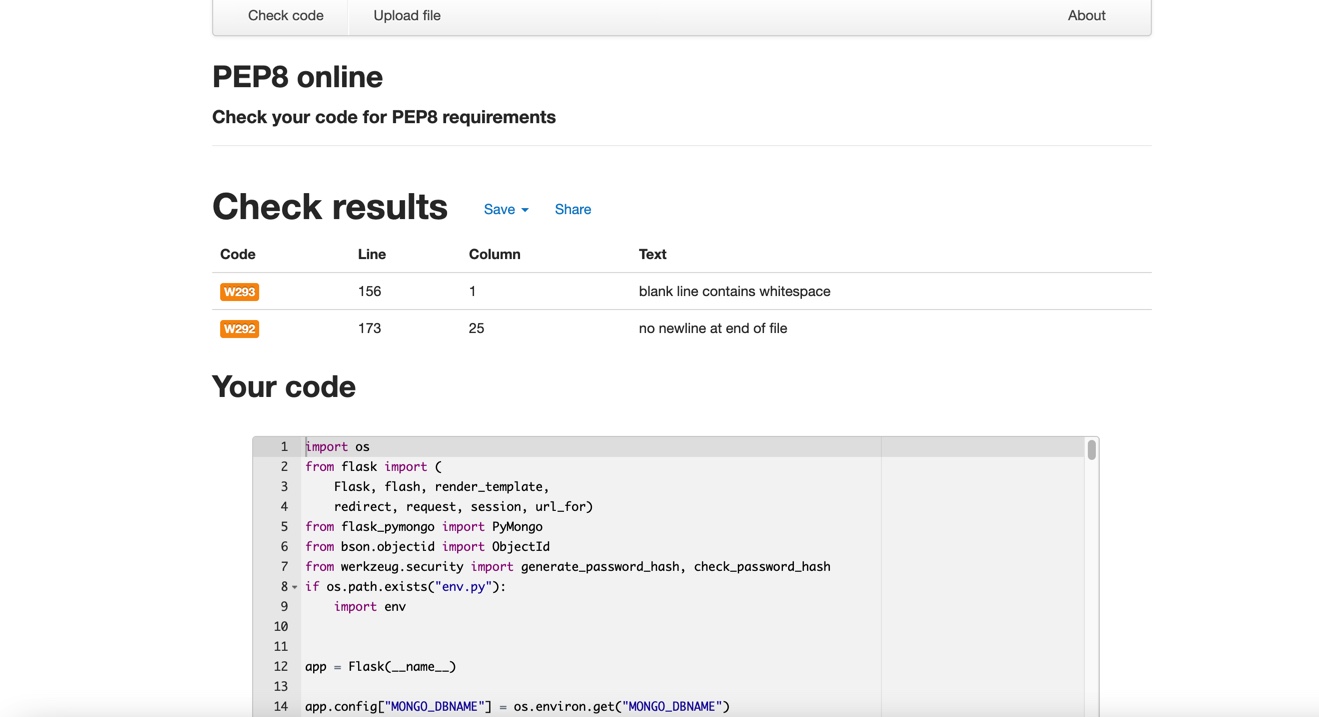 Check code Upload file About
PEP8 online
Check your code for PEP8 requirements
Check results Save Share
Code Line Column Text
W293 156 1 blank line contains whitespace
W292 173 25 no newline at end of file
Your code
1 import os
2 from flask import (
3     Flask, flash, render_template,
4     redirect, request, session, url_for)
5 from flask_pymongo import PyMongo
6 from bson.objectid import ObjectId
7 from werkzeug.security import generate_password_hash, check_password_hash
8 if os.path.exists("env.py"):
9     import env
10
11
12 app = Flask(__name__)
13
14 app.config["MONGO_DBNAME"] = os.environ.get("MONGO_DBNAME")